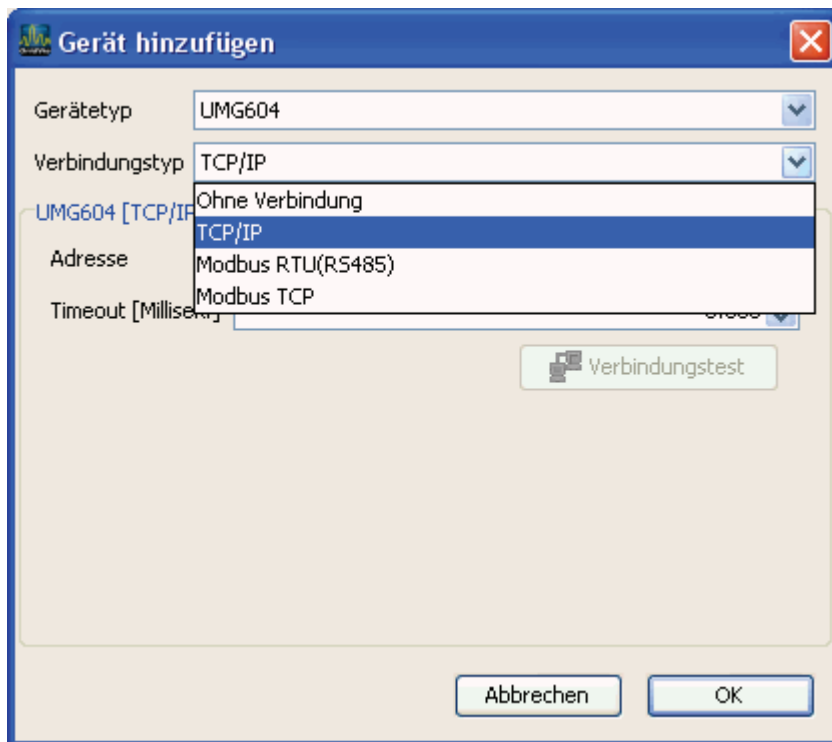 Gerät hinzufügen
Gerätetyp UMG604
Verbindungstyp TCP/IP
Ohne Verbindung
UMG604 [TCP/IP
TCP/IP
Adresse
Modbus RTU(RS485)
Modbus TCP
Timeout [Millisek.]
Verbindungstest
Abbrechen OK